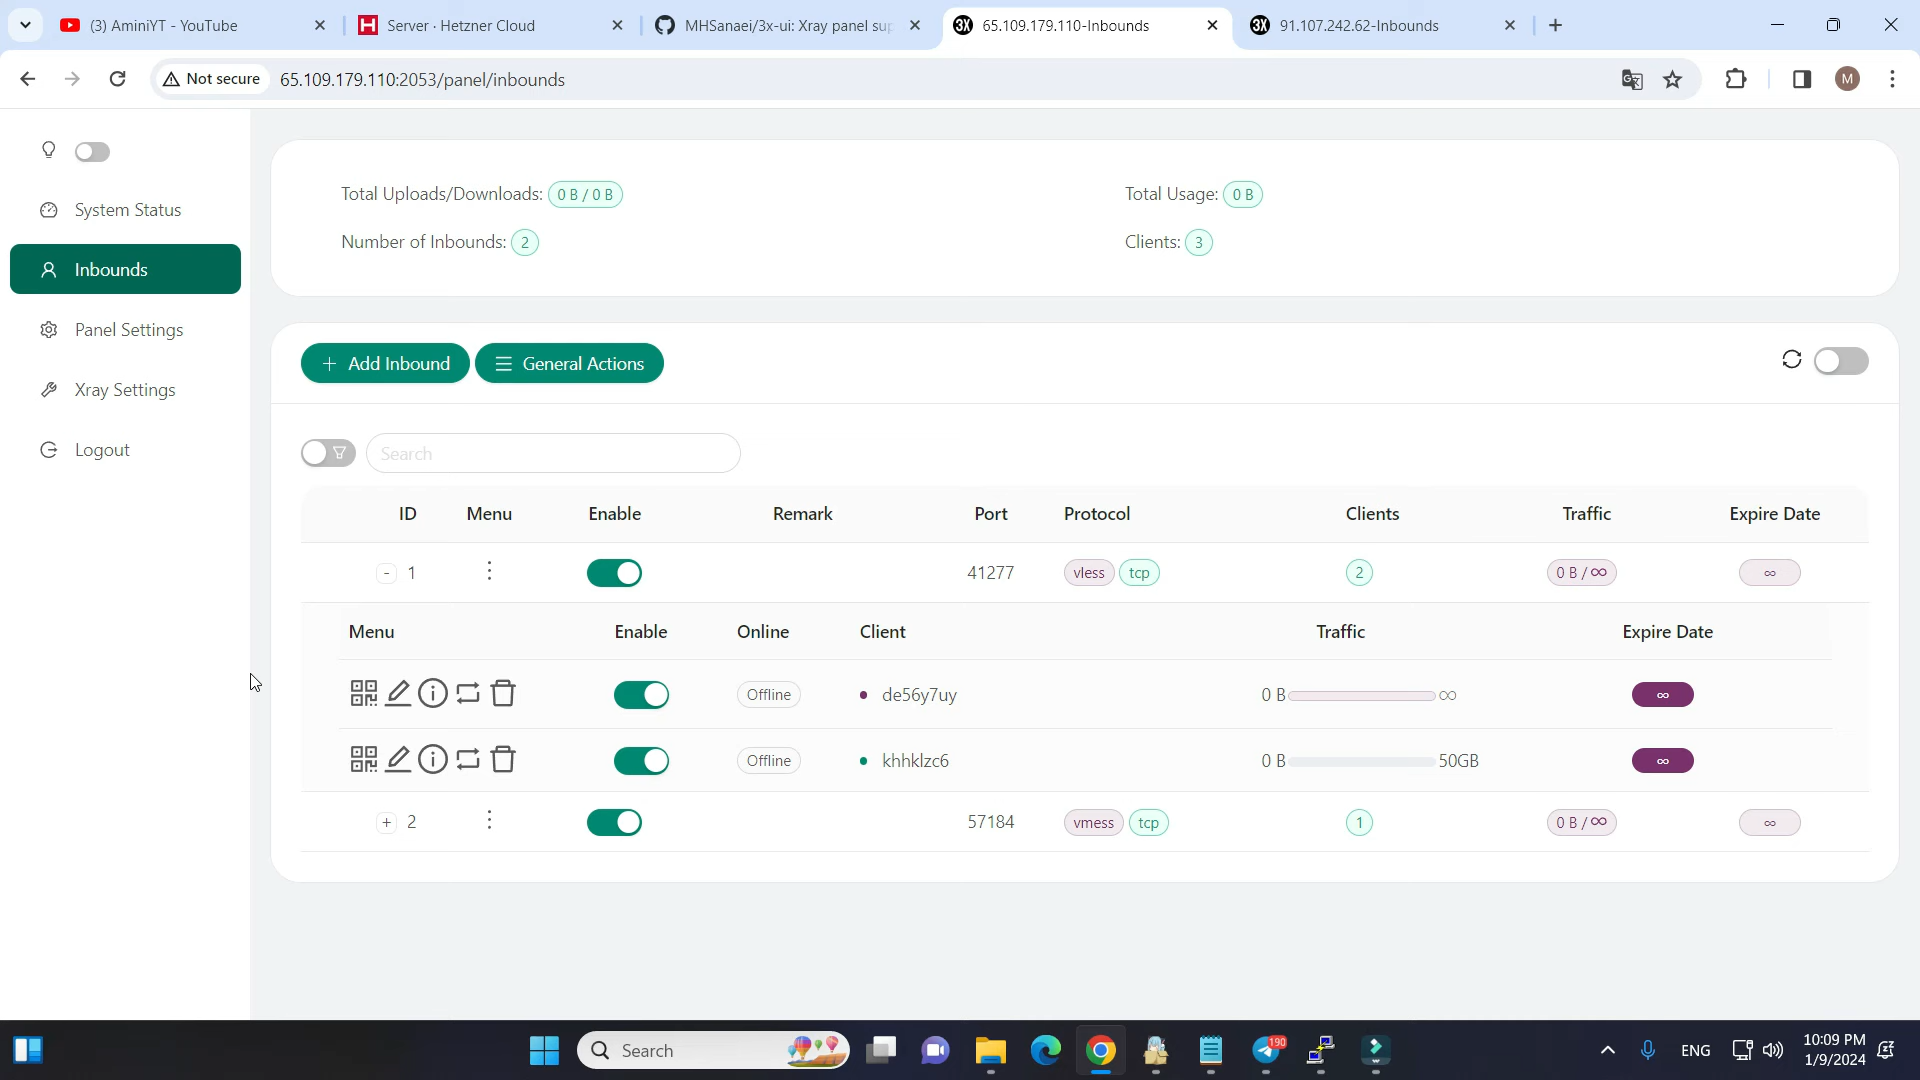 (3) AminiYT - YouTube
Server · Hetzner Cloud
MHSanaei/3x-ui: Xray panel sup
3X 65.109.179.110-Inbounds
3X 91.107.242.62-Inbounds
Not secure
65.109.179.110:2053/panel/inbounds
M
System Status
Inbounds
Panel Settings
Xray Settings
Logout
Total Uploads/Downloads: 0 B / 0 B
Total Usage: 0 B
Number of Inbounds: 2
Clients: 3
+ Add Inbound
General Actions
Search
ID Menu Enable Remark Port Protocol Clients Traffic Expire Date
- 1 41277 vless tcp 2 0 B / ∞ ∞
Menu Enable Online Client Traffic Expire Date
Offline de56y7uy 0 B ∞ ∞
Offline khhklzc6 0 B 50GB ∞
+ 2 57184 vmess tcp 1 0 B / ∞ ∞
Search
190
ENG
10:09 PM
1/9/2024